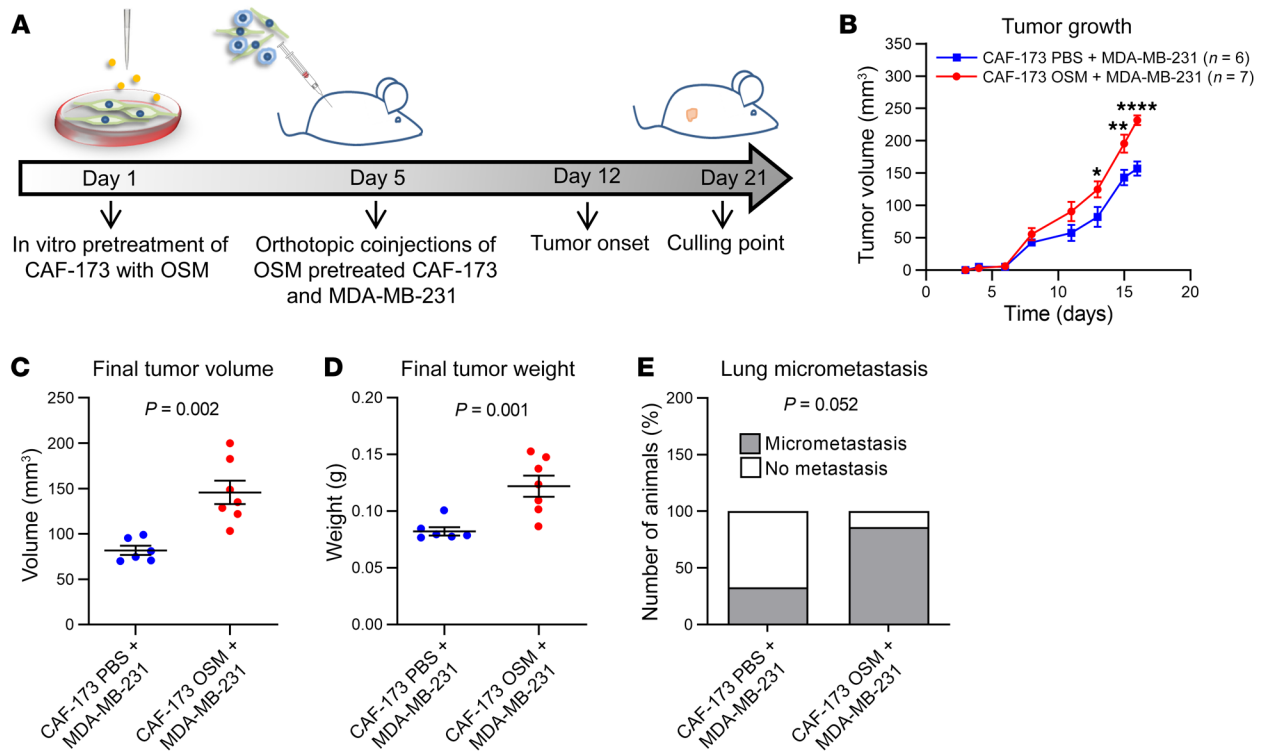 A
Day 1
Day 5
Day 12
Day 21
In vitro pretreatment of
CAF-173 with OSM
Orthotopic coinjections of
OSM pretreated CAF-173
and MDA-MB-231
Tumor onset
Culling point
B
Tumor growth
CAF-173 PBS + MDA-MB-231 (n = 6)
CAF-173 OSM + MDA-MB-231 (n = 7)
Tumor volume (mm³)
350
300
250
200
150
100
50
0
*
**
****
0
5
10
15
20
Time (days)
C
Final tumor volume
P = 0.002
Volume (mm³)
250
200
150
100
50
0
CAF-173 PBS +
MDA-MB-231
CAF-173 OSM +
MDA-MB-231
D
Final tumor weight
P = 0.001
Weight (g)
0.20
0.15
0.10
0.05
0.00
CAF-173 PBS +
MDA-MB-231
CAF-173 OSM +
MDA-MB-231
E
Lung micrometastasis
P = 0.052
Micrometastasis
No metastasis
Number of animals (%)
200
150
100
50
0
CAF-173 PBS +
MDA-MB-231
CAF-173 OSM +
MDA-MB-231